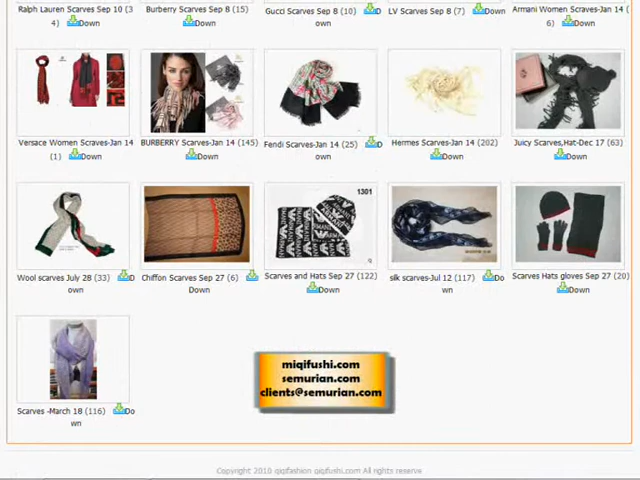 Ralph Lauren Scarves Sep 10 (3
4) Down
Burberry Scarves Sep 8 (15)
Down
Gucci Scarves Sep 8 (10) D
own
LV Scarves Sep 8 (7) Down
Armani Women Scraves-Jan 14 (
6) Down
Versace Women Scraves-Jan 14
(1) Down
BURBERRY Scarves-Jan 14 (145)
Down
Fendi Scarves-Jan 14 (25) D
own
Hermes Scarves-Jan 14 (202)
Down
Juicy Scarves,Hat-Dec 17 (63)
Down
1301
Wool scarves July 28 (33) D
own
Chiffon Scarves Sep 27 (6)
Down
Scarves and Hats Sep 27 (122)
Down
silk scarves-Jul 12 (117) Do
wn
Scarves Hats gloves Sep 27 (20)
Down
Scarves -March 18 (116) Do
wn
miqifushi.com
semurian.com
clients@semurian.com
Copyright 2010 qiqifashion qiqifushi.com All rights reserve